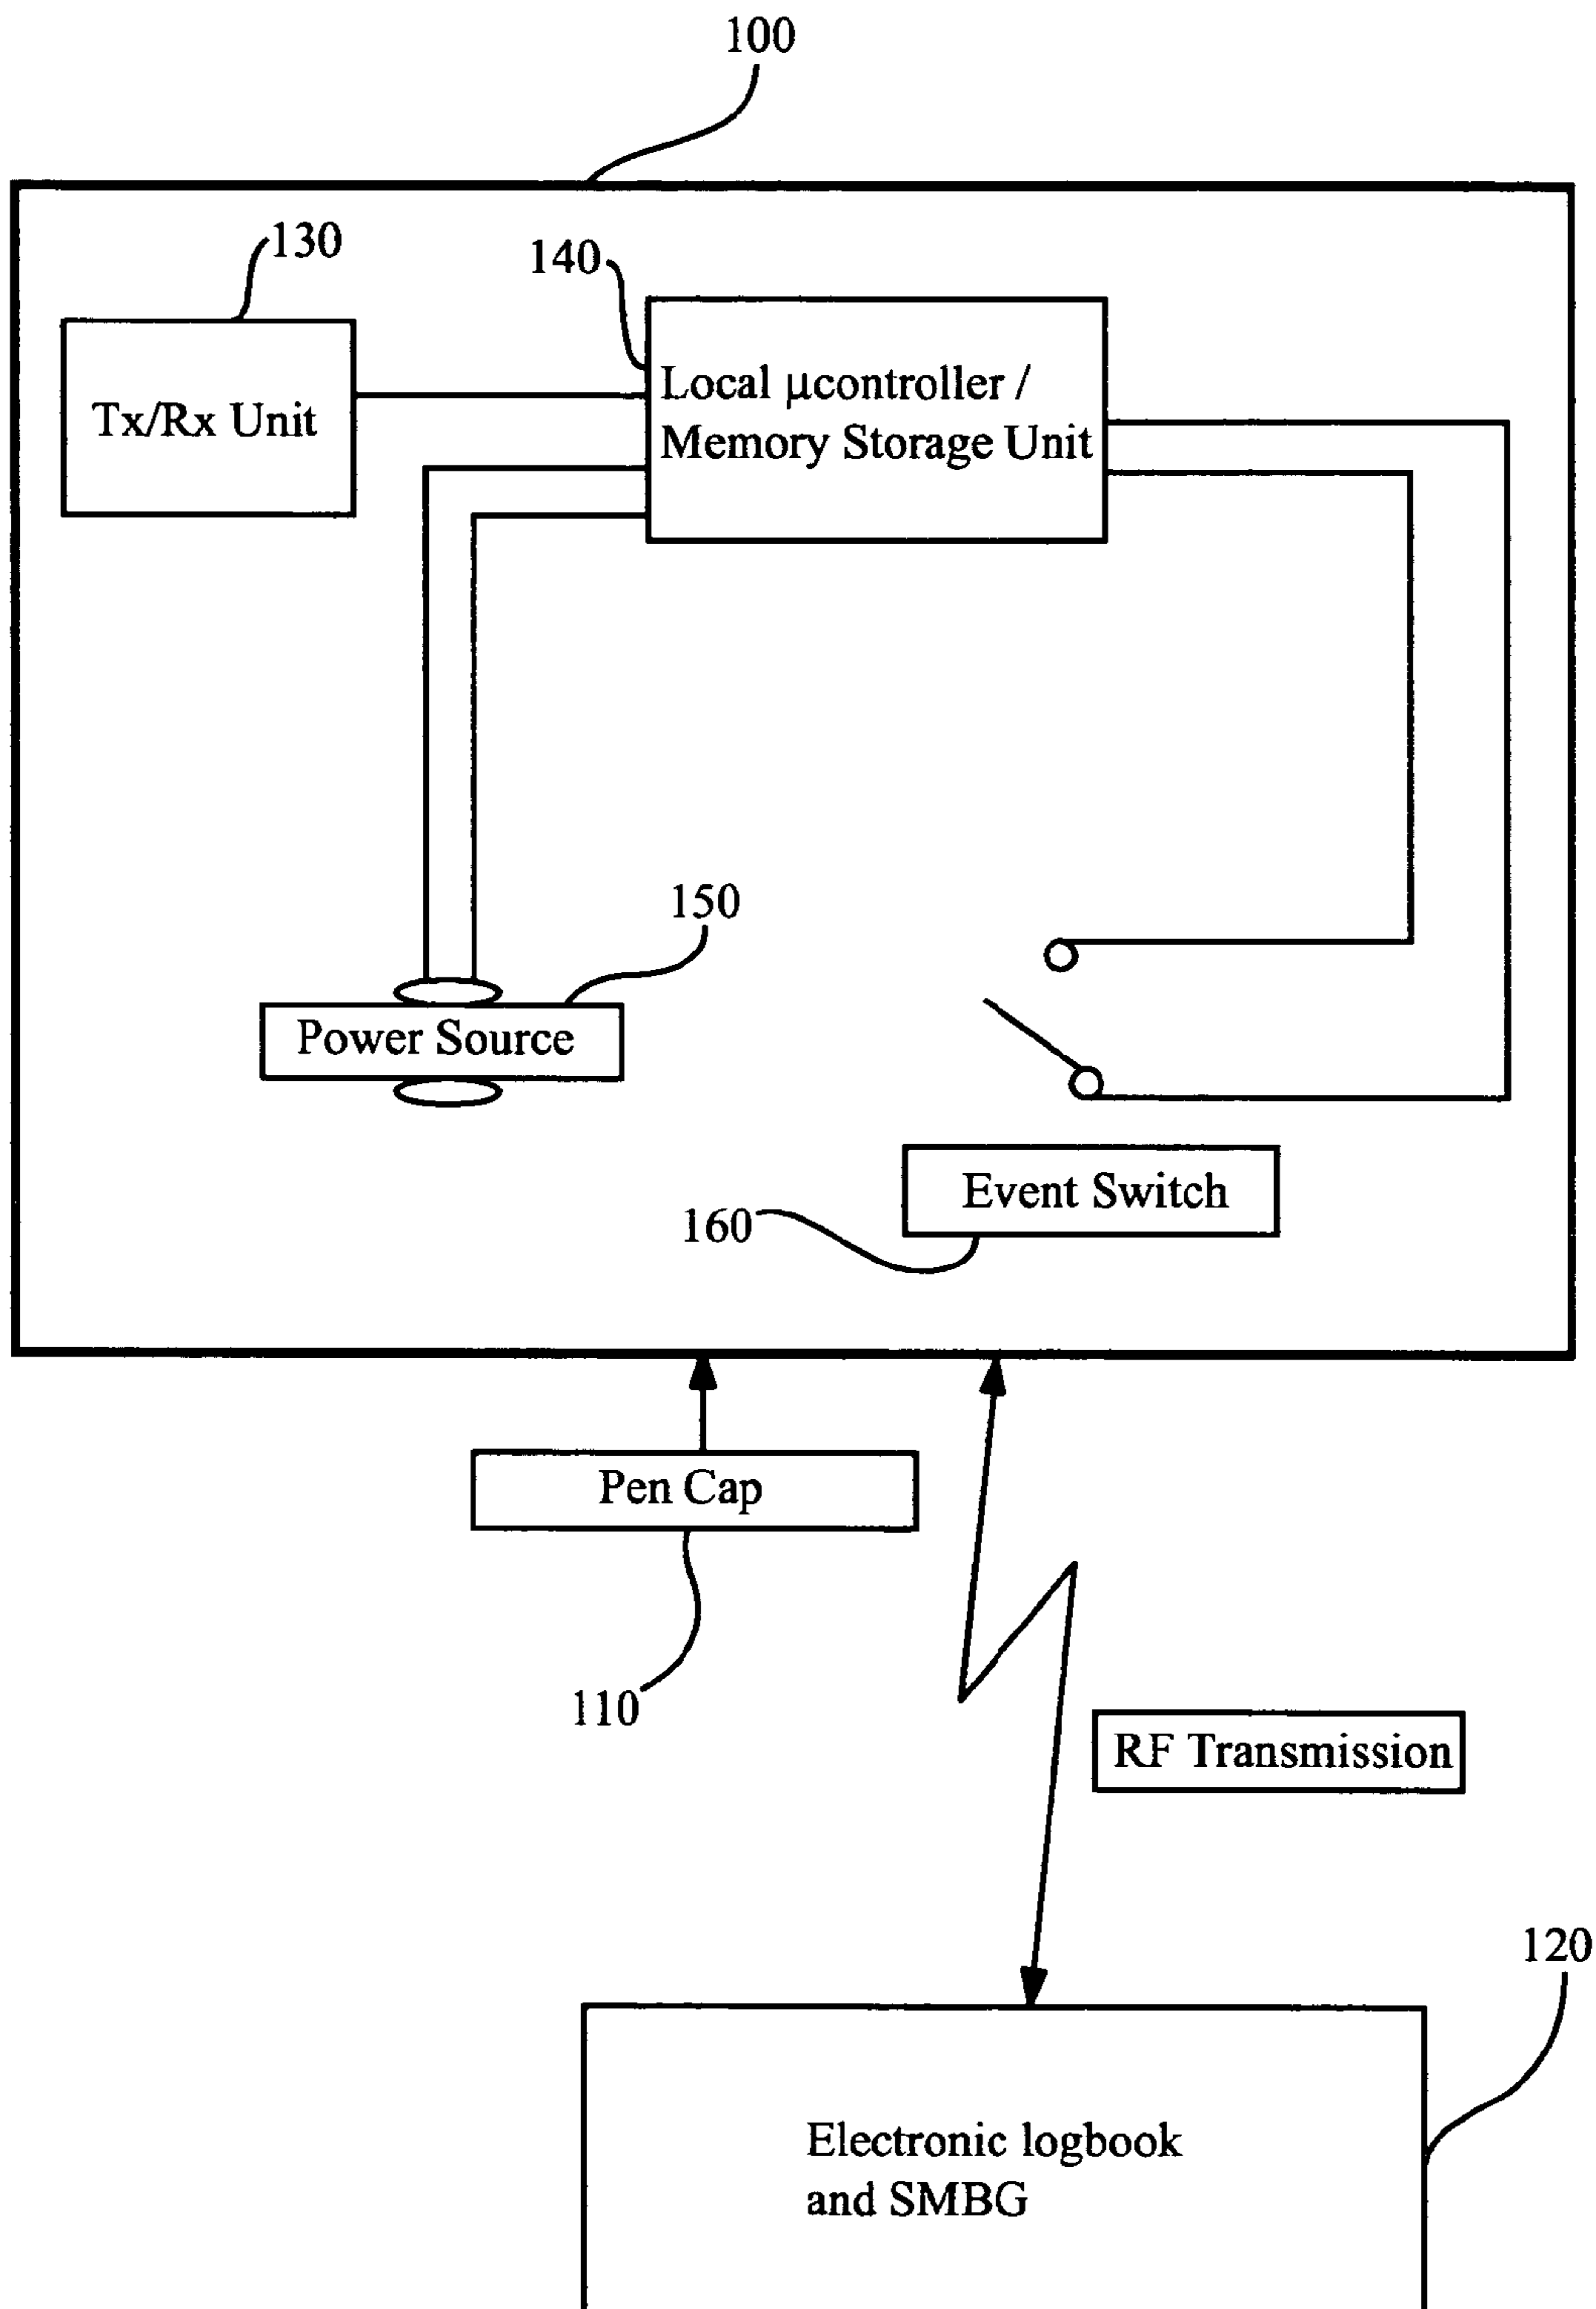 100
130
140
Tx/Rx Unit
Local μcontroller /
Memory Storage Unit
150
Power Source
Event Switch
160
Pen Cap
110
RF Transmission
120
Electronic logbook
and SMBG